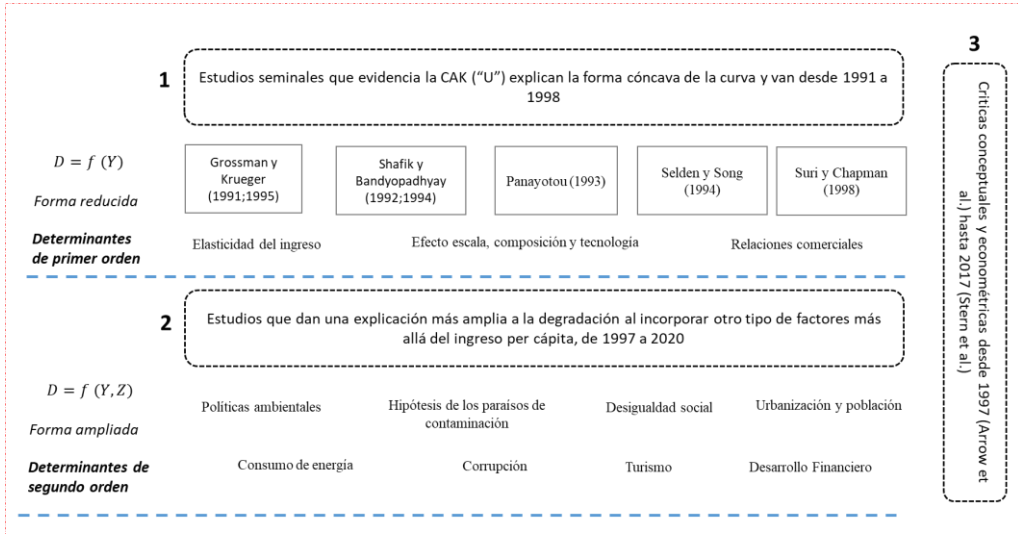 3
1
Estudios seminales que evidencia la CAK (“U”) explican la forma cóncava de la curva y van desde 1991 a
1998
D = f (Y)
Forma reducida
Grossman y
Krueger
(1991;1995)
Shafik y
Bandyopadhyay
(1992;1994)
Panayotou (1993)
Selden y Song
(1994)
Suri y Chapman
(1998)
Determinantes
de primer orden
Elasticidad del ingreso
Efecto escala, composición y tecnología
Relaciones comerciales
2
Estudios que dan una explicación más amplia a la degradación al incorporar otro tipo de factores más
allá del ingreso per cápita, de 1997 a 2020
D = f (Y, Z)
Forma ampliada
Políticas ambientales
Hipótesis de los paraísos de
contaminación
Desigualdad social
Urbanización y población
Determinantes de
segundo orden
Consumo de energía
Corrupción
Turismo
Desarrollo Financiero
Criticas conceptuales y econométricas desde 1997 (Arrow et
al.) hasta 2017 (Stern et al.)